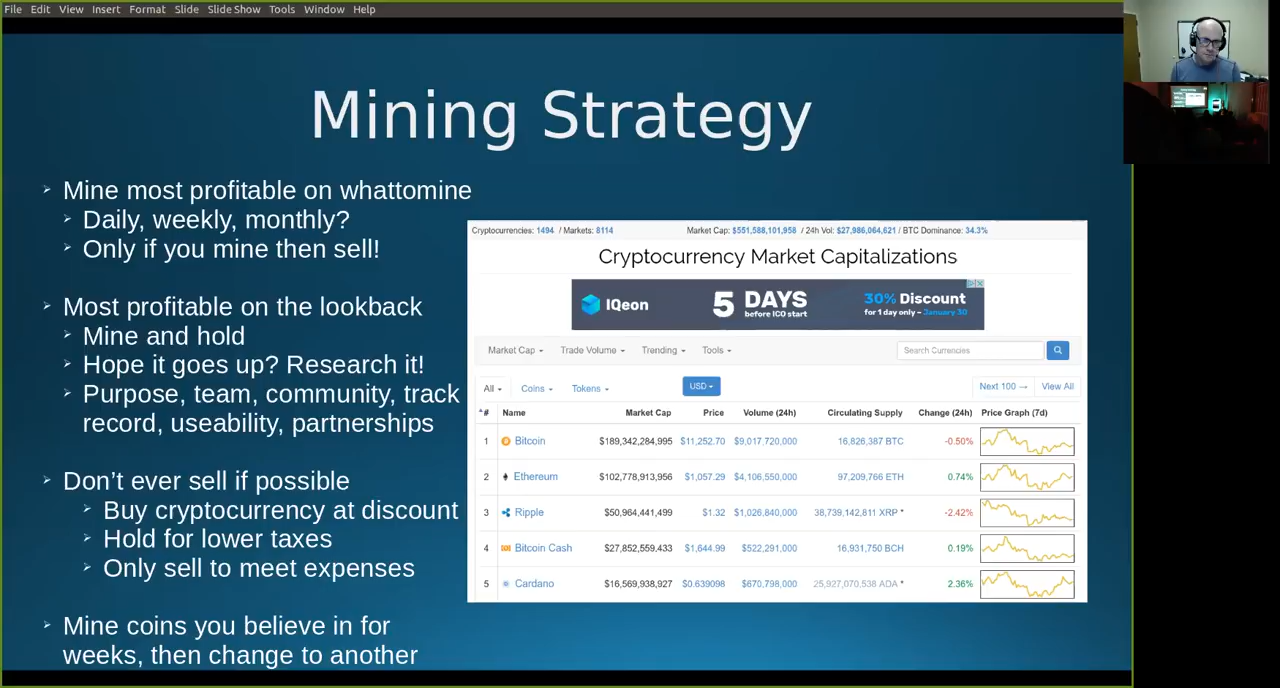 File Edit View Insert Format Slide Slide Show Tools Window Help
Mining Strategy
Mine most profitable on whattomine
Daily, weekly, monthly?
Only if you mine then sell!
Most profitable on the lookback
Mine and hold
Hope it goes up? Research it!
Purpose, team, community, track
record, useability, partnerships
Don't ever sell if possible
Buy cryptocurrency at discount
Hold for lower taxes
Only sell to meet expenses
Mine coins you believe in for
weeks, then change to another
Cryptocurrencies: 1494 / Markets: 8114 Market Cap: $551,588,101,958 / 24h Vol: $27,986,064,621 / BTC Dominance: 34.3%
Cryptocurrency Market Capitalizations
IQeon 5 DAYS before ICO start 30% Discount for 1 day only – January 30
Market Cap Trade Volume Trending Tools Search Currencies
All Coins Tokens USD Next 100 → View All
# Name Market Cap Price Volume (24h) Circulating Supply Change (24h) Price Graph (7d)
1 Bitcoin $189,342,284,995 $11,252.70 $9,017,720,000 16,826,387 BTC -0.50%
2 Ethereum $102,778,913,956 $1,057.29 $4,106,550,000 97,209,766 ETH 0.74%
3 Ripple $50,964,441,499 $1.32 $1,026,840,000 38,739,142,811 XRP * -2.42%
4 Bitcoin Cash $27,852,559,433 $1,644.99 $522,291,000 16,931,750 BCH 0.19%
5 Cardano $16,569,938,927 $0.639098 $670,798,000 25,927,070,538 ADA * 2.36%